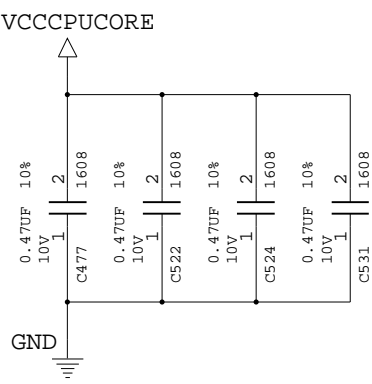 VCCCPUCORE
0.47UF 10%
10V
1 2
C477 1608
0.47UF 10%
10V
1 2
C522 1608
0.47UF 10%
10V
1 2
C524 1608
0.47UF 10%
10V
1 2
C531 1608
GND